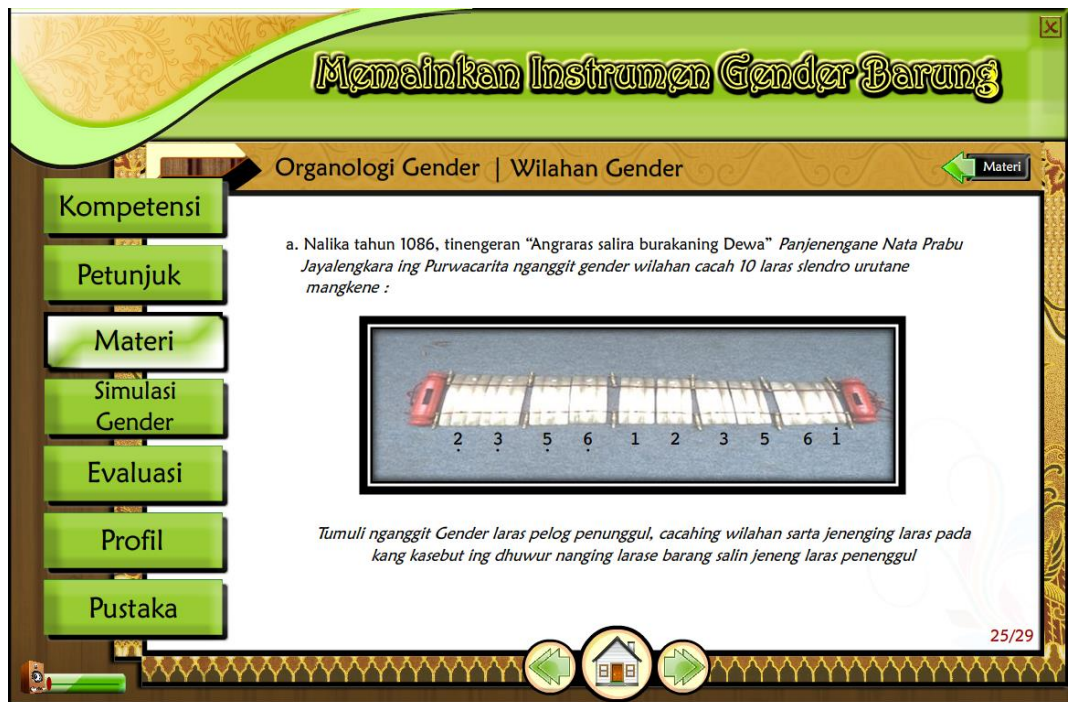 Memainkan Instrumen Gender Barung
Organologi Gender | Wilahan Gender
Materi
Kompetensi
Petunjuk
Materi
Simulasi
Gender
Evaluasi
Profil
Pustaka
a. Nalika tahun 1086, tinengeran “Angraras salira burakaning Dewa” Panjenengane Nata Prabu
Jayalengkara ing Purwacarita nganggit gender wilahan cacah 10 laras slendro urutane
mangkene :
2̣ 3̣ 5̣ 6̣ 1 2 3 5 6 1̇
Tumuli nganggit Gender laras pelog penunggul, cacahing wilahan sarta jenenging laras pada
kang kasebut ing dhuwur nanging larase barang salin jeneng laras penenggul
25/29